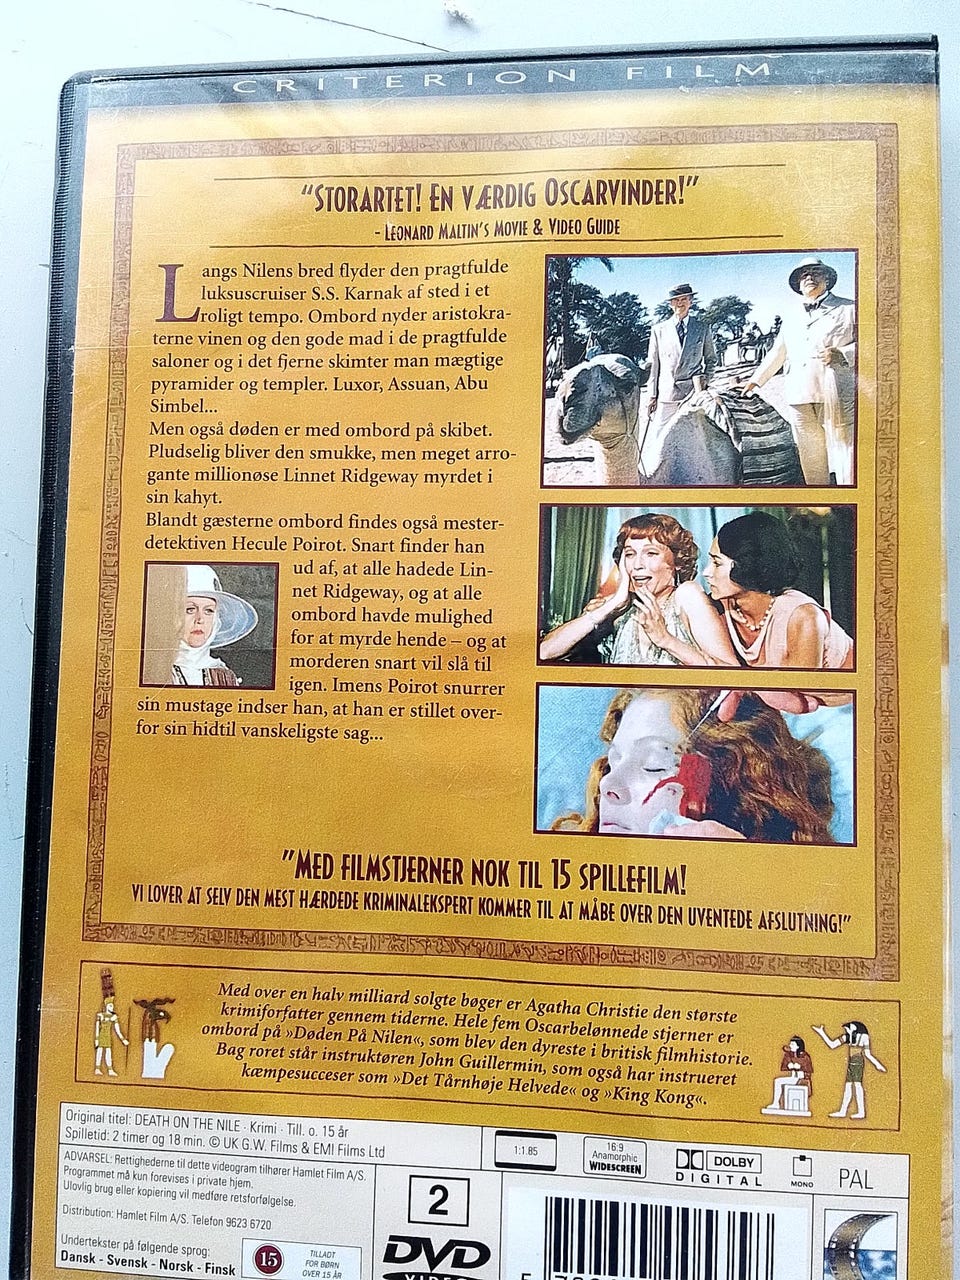 CRITERION FILM
“STORARTET! EN VÆRDIG OSCARVINDER!”
- LEONARD MALTIN'S MOVIE & VIDEO GUIDE
Langs Nilens bred flyder den pragtfulde
luksuscruiser S.S. Karnak af sted i et
roligt tempo. Ombord nyder aristokra-
terne vinen og den gode mad i de pragtfulde
saloner og i det fjerne skimter man mægtige
pyramider og templer. Luxor, Assuan, Abu
Simbel...
Men også døden er med ombord på skibet.
Pludselig bliver den smukke, men meget arro-
gante millionøse Linnet Ridgeway myrdet i
sin kahyt.
Blandt gæsterne ombord findes også mester-
detektiven Hecule Poirot. Snart finder han
ud af, at alle hadede Lin-
net Ridgeway, og at alle
ombord havde mulighed
for at myrde hende – og at
morderen snart vil slå til
igen. Imens Poirot snurrer
sin mustage indser han, at han er stillet over-
for sin hidtil vanskeligste sag...
”MED FILMSTJERNER NOK TIL 15 SPILLEFILM!
VI LOVER AT SELV DEN MEST HÆRDEDE KRIMINALEKSPERT KOMMER TIL AT MÅBE OVER DEN UVENTEDE AFSLUTNING!”
Med over en halv milliard solgte bøger er Agatha Christie den største
krimiforfatter gennem tiderne. Hele fem Oscarbelønnede stjerner er
ombord på »Døden På Nilen«, som blev den dyreste i britisk filmhistorie.
Bag roret står instruktøren John Guillermin, som også har instrueret
kæmpesucceser som »Det Tårnhøje Helvede« og »King Kong«.
Original titel: DEATH ON THE NILE · Krimi · Till. o. 15 år
Spilletid: 2 timer og 18 min. © UK G.W. Films & EMI Films Ltd
ADVARSEL: Rettighederne til dette videogram tilhører Hamlet Film A/S.
Programmet må kun forevises i private hjem.
Ulovlig brug eller kopiering vil medføre retsforfølgelse.
Distribution: Hamlet Film A/S. Telefon 9623 6720
Undertekster på følgende sprog:
Dansk - Svensk - Norsk - Finsk
15
TILLADT
FOR BØRN
OVER 15 ÅR
2
DVD
1:1.85
16:9
Anamorphic
WIDESCREEN
DOLBY
DIGITAL
MONO
PAL